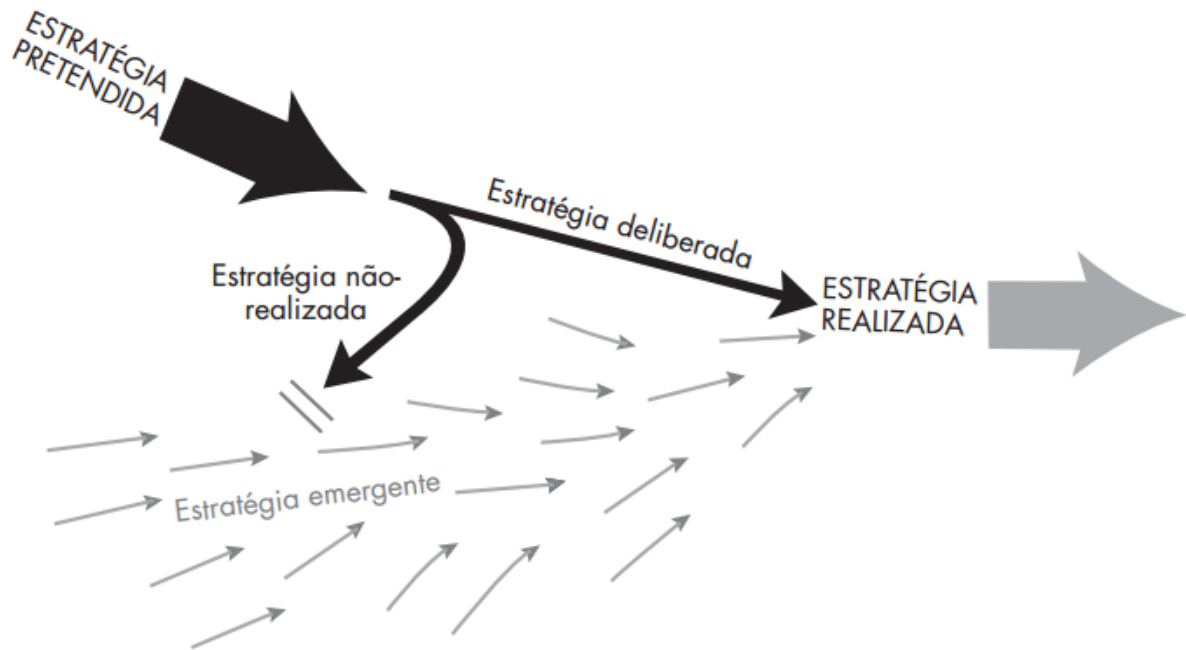 ESTRATÉGIA
PRETENDIDA
Estratégia deliberada
Estratégia não-
realizada
ESTRATÉGIA
REALIZADA
Estratégia emergente